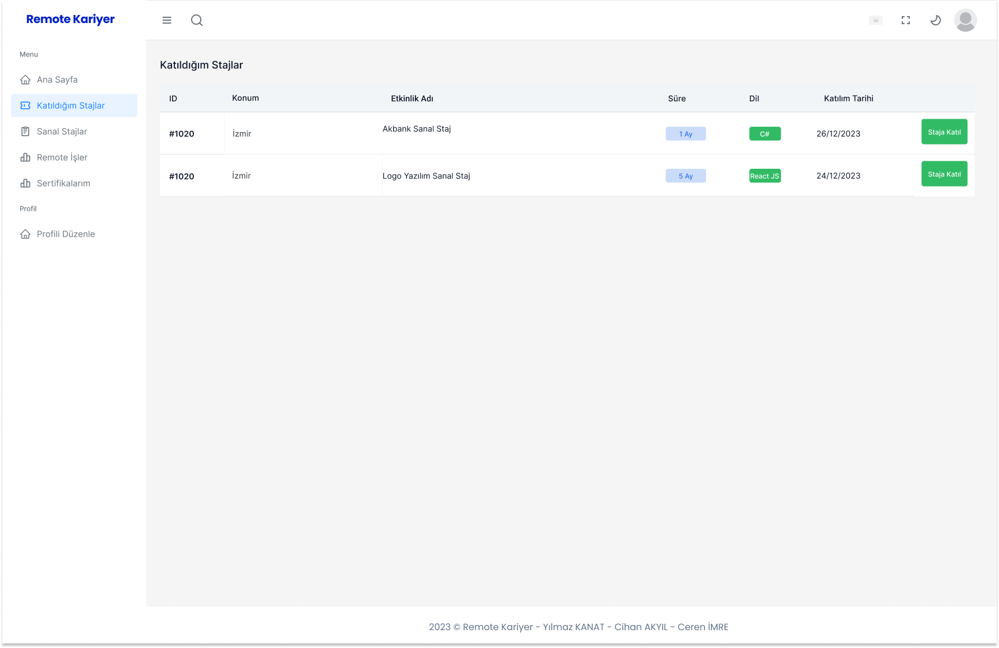 Remote Kariyer
Menu
Ana Sayfa
Katıldığım Stajlar
Sanal Stajlar
Remote İşler
Sertifikalarım
Profil
Profili Düzenle
Katıldığım Stajlar
ID Konum Etkinlik Adı Süre Dil Katılım Tarihi
#1020 İzmir Akbank Sanal Staj 1 Ay C# 26/12/2023 Staja Katıl
#1020 İzmir Logo Yazılım Sanal Staj 5 Ay React JS 24/12/2023 Staja Katıl
2023 © Remote Kariyer - Yılmaz KANAT - Cihan AKYIL - Ceren İMRE